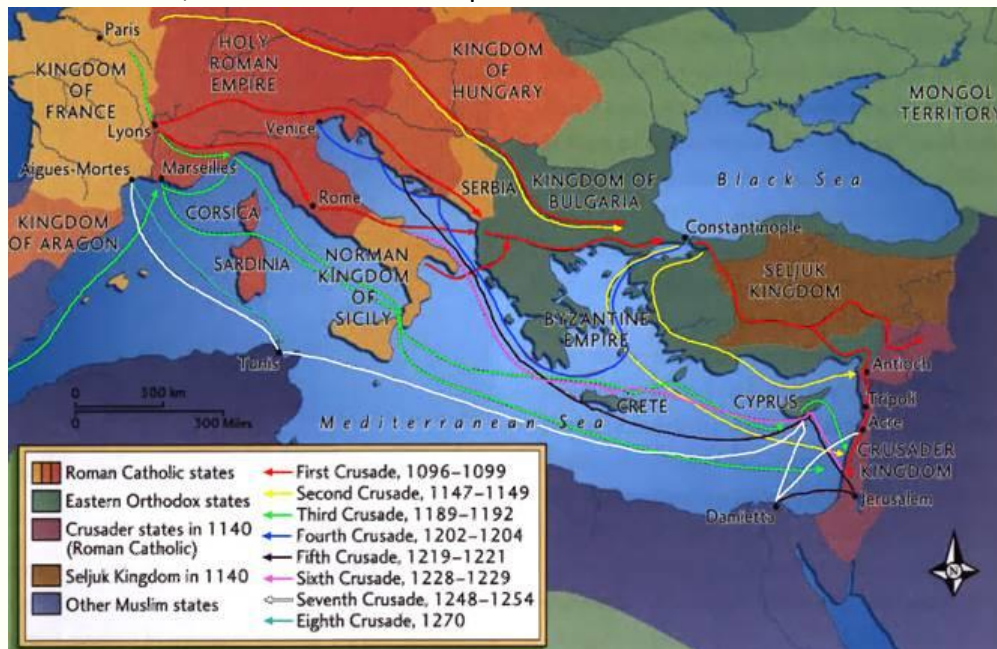 Paris
HOLY
ROMAN
EMPIRE
KINGDOM
OF
HUNGARY
KINGDOM
OF
FRANCE
MONGOL
TERRITORY
Lyons
Venice
Aigues-Mortes
Marseilles
SERBIA
KINGDOM OF
BULGARIA
Black Sea
CORSICA
Rome
KINGDOM
OF ARAGON
Constantinople
SARDINIA
NORMAN
KINGDOM
OF
SICILY
SELJUK
KINGDOM
BYZANTINE
EMPIRE
Tunis
Antioch
0 300 km
0 300 Miles
Mediterranean Sea
CRETE
CYPRUS
Tripoli
Acre
CRUSADER
KINGDOM
Jerusalem
Damietta
Roman Catholic states
Eastern Orthodox states
Crusader states in 1140
(Roman Catholic)
Seljuk Kingdom in 1140
Other Muslim states
First Crusade, 1096–1099
Second Crusade, 1147–1149
Third Crusade, 1189–1192
Fourth Crusade, 1202–1204
Fifth Crusade, 1219–1221
Sixth Crusade, 1228–1229
Seventh Crusade, 1248–1254
Eighth Crusade, 1270
N